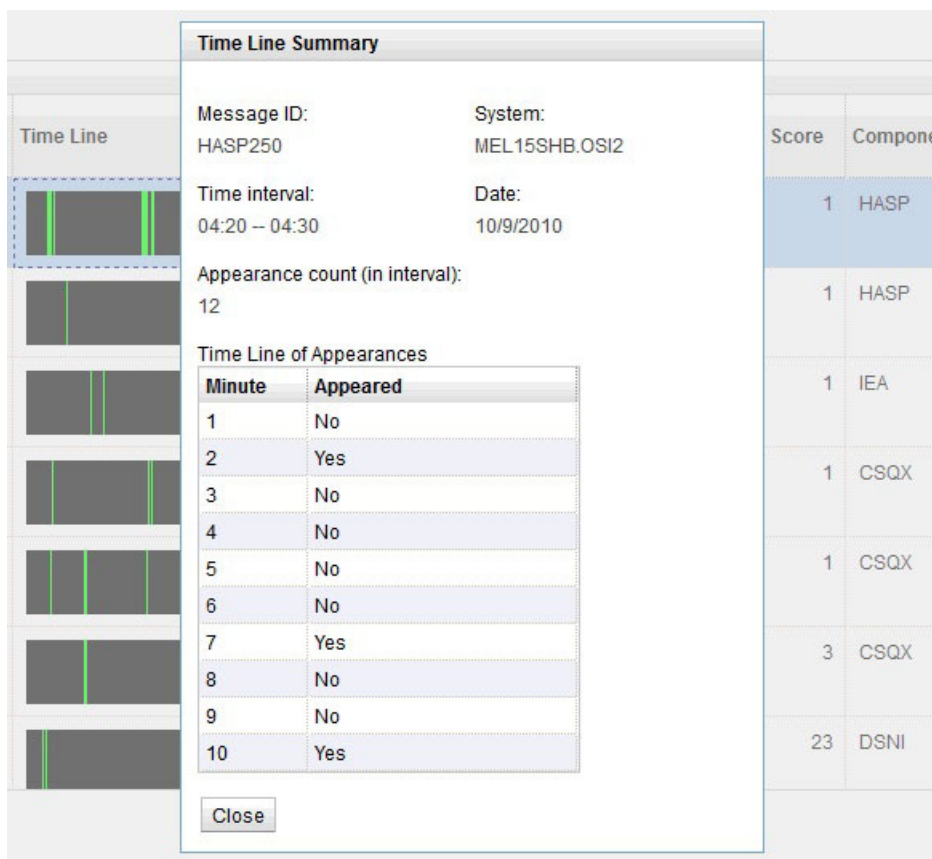 Time Line Summary
Message ID: System:
HASP250 MEL15SHB.OSI2
Time interval: Date:
04:20 -- 04:30 10/9/2010
Appearance count (in interval):
12
Time Line of Appearances
Minute Appeared
1 No
2 Yes
3 No
4 No
5 No
6 No
7 Yes
8 No
9 No
10 Yes
Close
Time Line Score Compone
1 HASP
1 HASP
1 IEA
1 CSQX
1 CSQX
3 CSQX
23 DSNI